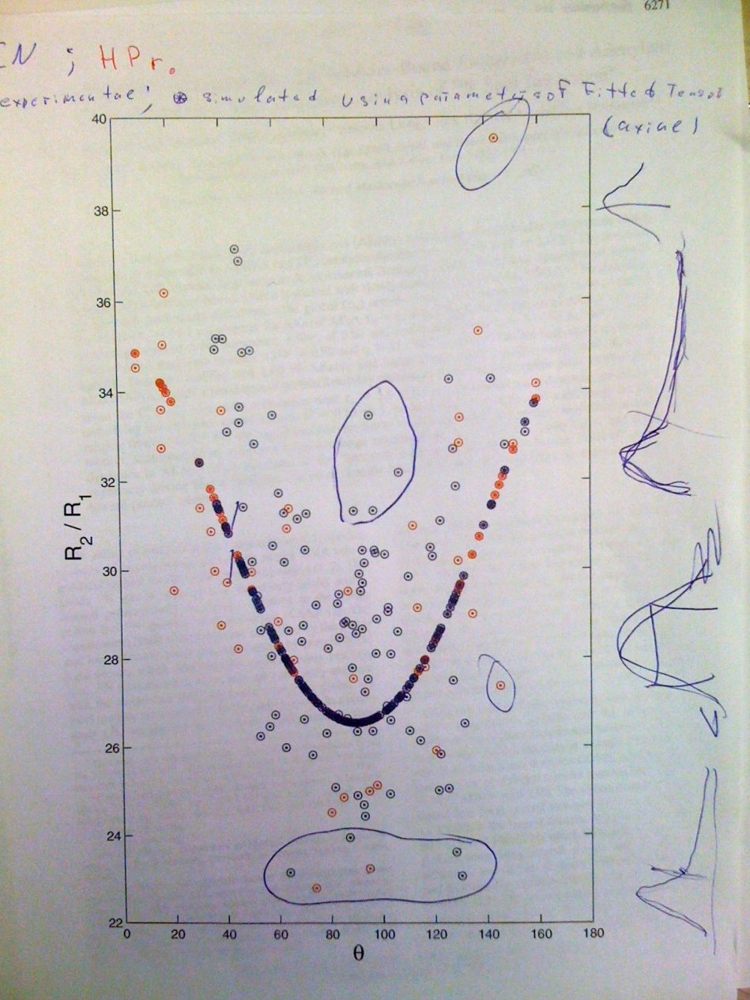 6271
IN ; HPr.
experimental ; ⊛ simulated using a parameters of Fitted Tensor
(axial)
40
38
36
34
32
30
28
26
24
22
R2 / R1
0 20 40 60 80 100 120 140 160 180
θ